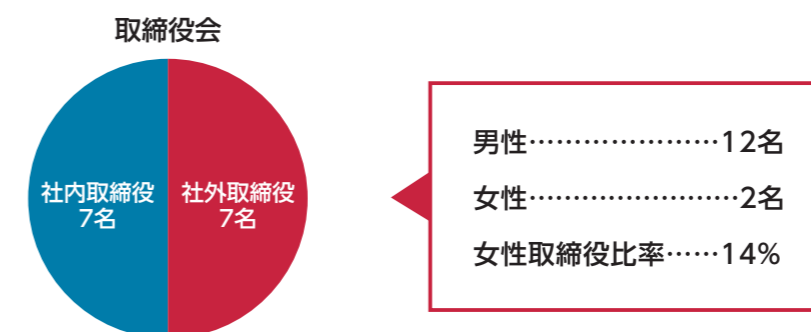 取締役会
社内取締役
7名
社外取締役
7名
男性…………………12名
女性……………………2名
女性取締役比率……14%